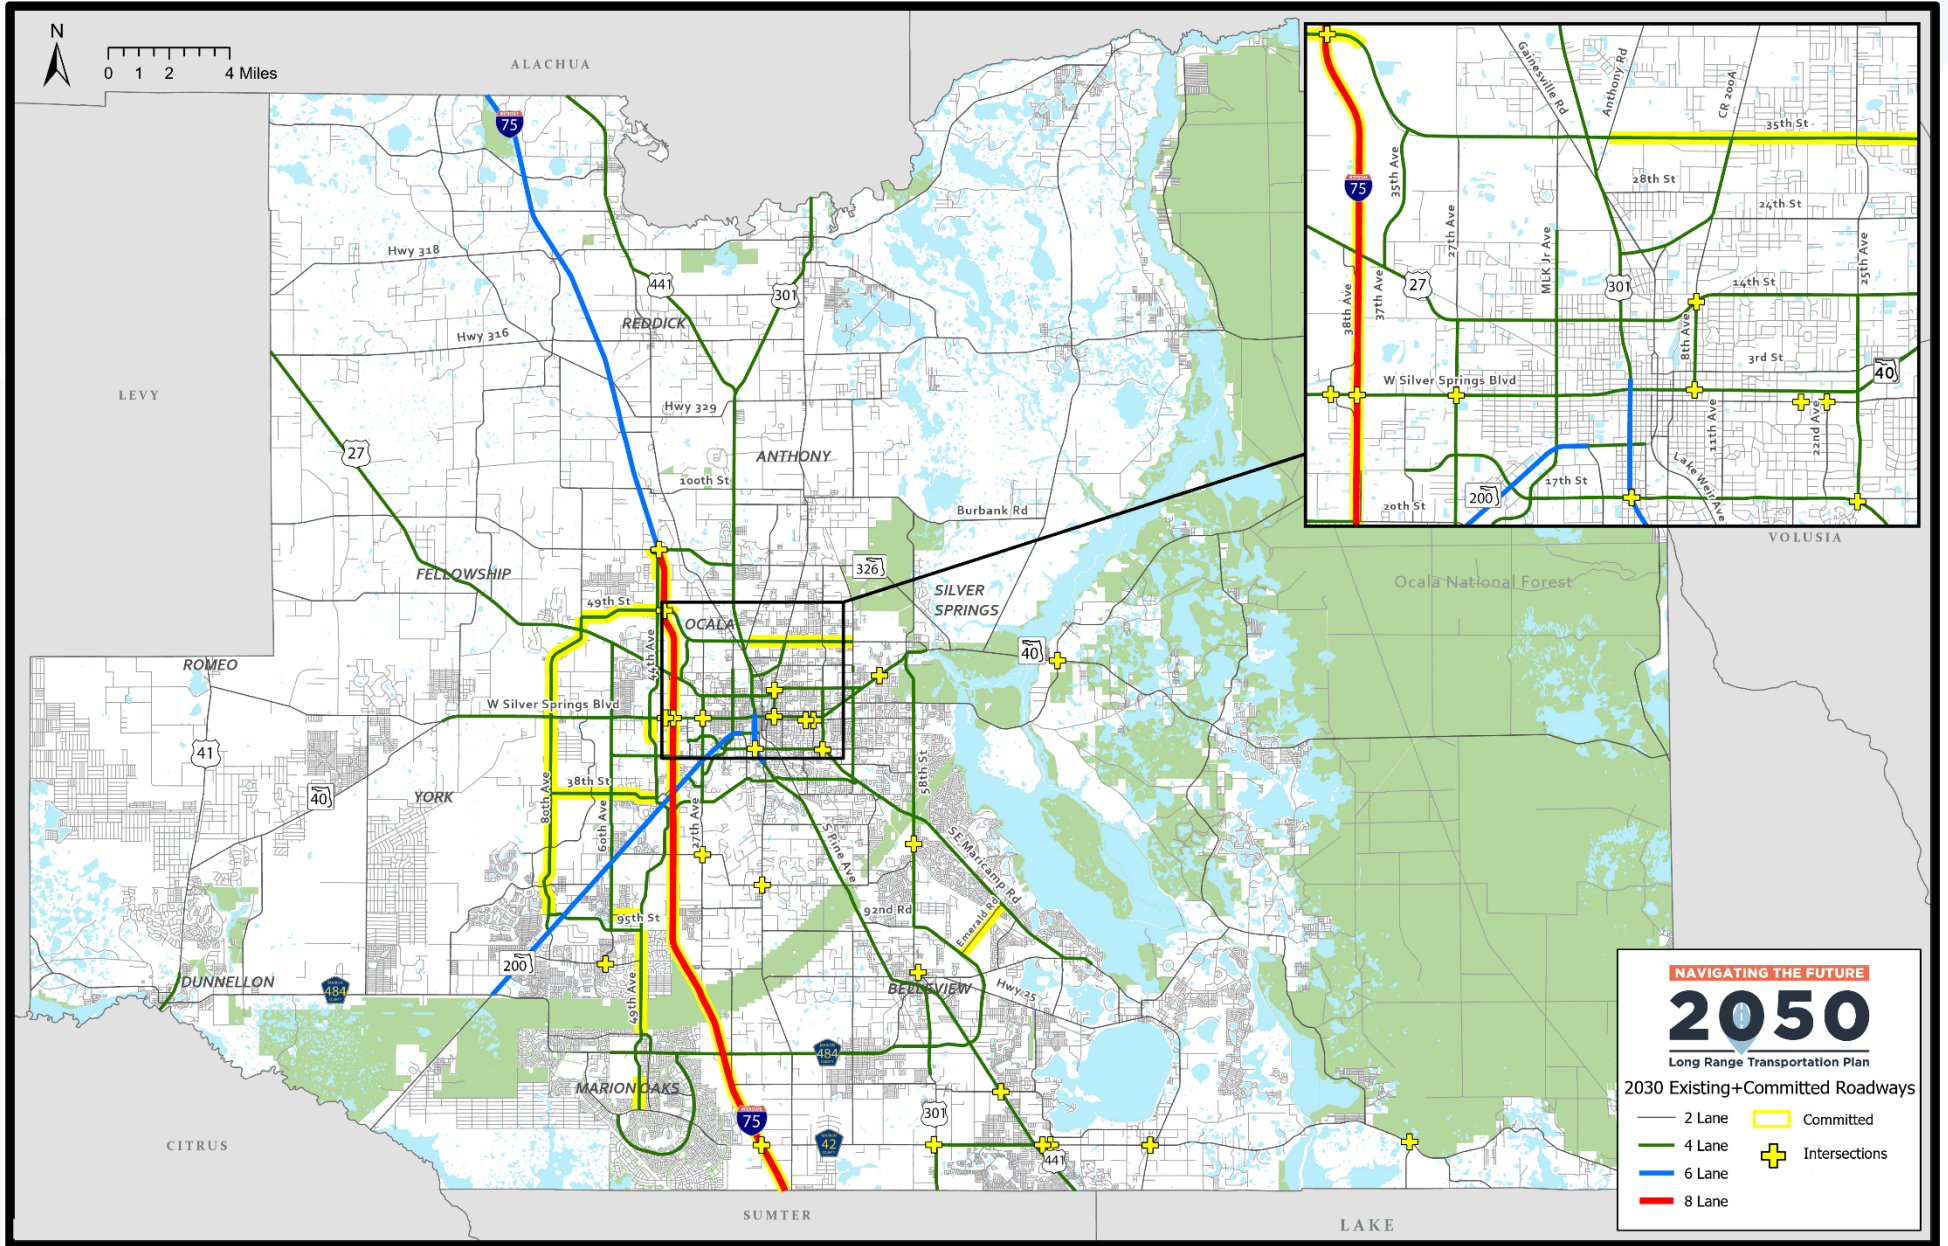 N
0 1 2 4 Miles
ALACHUA
75
Hwy 318
441
301
REDDICK
Hwy 316
LEVY
Hwy 329
27
ANTHONY
100th St
Burbank Rd
326
FELLOWSHIP
SILVER
SPRINGS
49th St
OCALA
44th Ave
40
ROMEO
W Silver Springs Blvd
41
40
YORK
38th St
80th Ave
60th Ave
27th Ave
58th St
S Pine Ave
SE Maricamp Rd
92nd Rd
Emerald Rd
95th St
200
DUNNELLON
MARION
484
COUNTY
49th Ave
BELLEVIEW
Hwy 25
MARION
484
COUNTY
MARION OAKS
75
301
MARION
42
COUNTY
441
CITRUS
SUMTER
LAKE
VOLUSIA
Ocala National Forest
Gainesville Rd
Anthony Rd
CR 200A
35th St
75
35th Ave
28th St
24th St
27th Ave
MLK Jr Ave
25th Ave
27
301
14th St
38th Ave
37th Ave
8th Ave
3rd St
40
W Silver Springs Blvd
11th Ave
22nd Ave
Lake Weir Ave
17th St
200
20th St
NAVIGATING THE FUTURE
2050
Long Range Transportation Plan
2030 Existing+Committed Roadways
2 Lane
Committed
4 Lane
Intersections
6 Lane
8 Lane